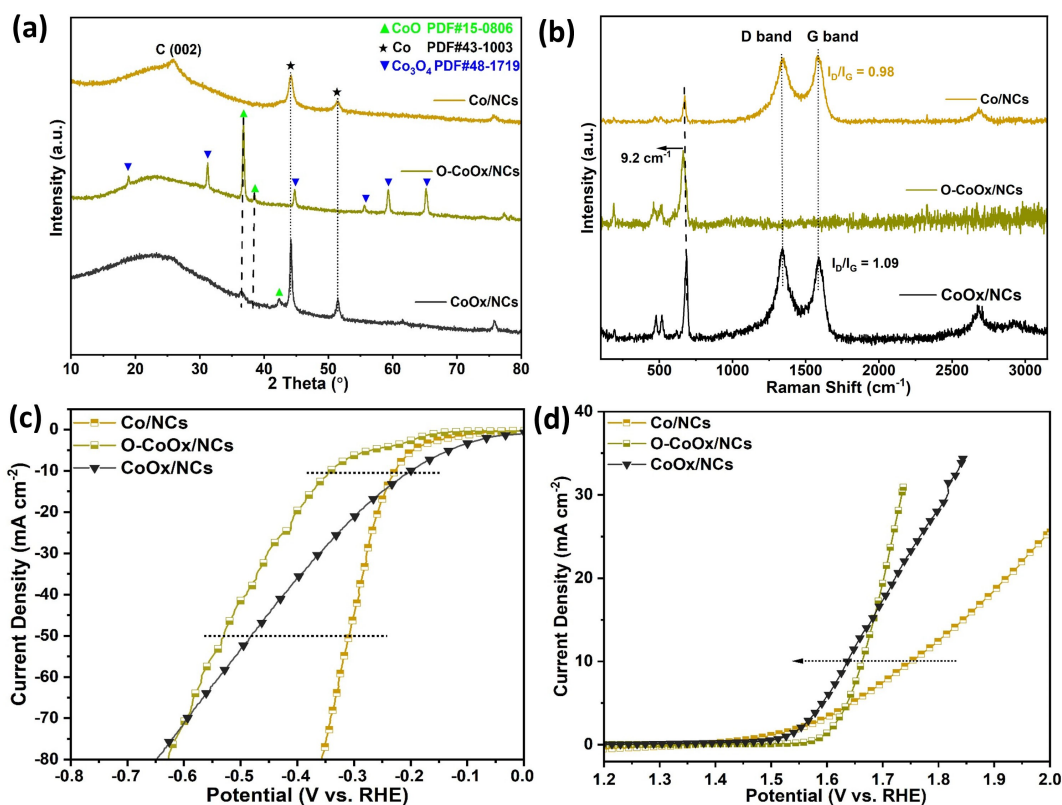 (a)
C (002)
CoO PDF#15-0806
Co PDF#43-1003
Co₃O₄ PDF#48-1719
Co/NCs
O-CoOx/NCs
CoOx/NCs
Intensity (a.u.)
10 20 30 40 50 60 70 80
2 Theta (°)
(b)
D band G band
I_D/I_G = 0.98
Co/NCs
9.2 cm⁻¹
O-CoOx/NCs
I_D/I_G = 1.09
CoOx/NCs
Intensity (a.u.)
500 1000 1500 2000 2500 3000
Raman Shift (cm⁻¹)
(c)
Co/NCs
O-CoOx/NCs
CoOx/NCs
0
-10
-20
-30
-40
-50
-60
-70
-80
Current Density (mA cm⁻²)
-0.8 -0.7 -0.6 -0.5 -0.4 -0.3 -0.2 -0.1 0.0
Potential (V vs. RHE)
(d)
Co/NCs
O-CoOx/NCs
CoOx/NCs
40
30
20
10
0
Current Density (mA cm⁻²)
1.2 1.3 1.4 1.5 1.6 1.7 1.8 1.9 2.0
Potential (V vs. RHE)